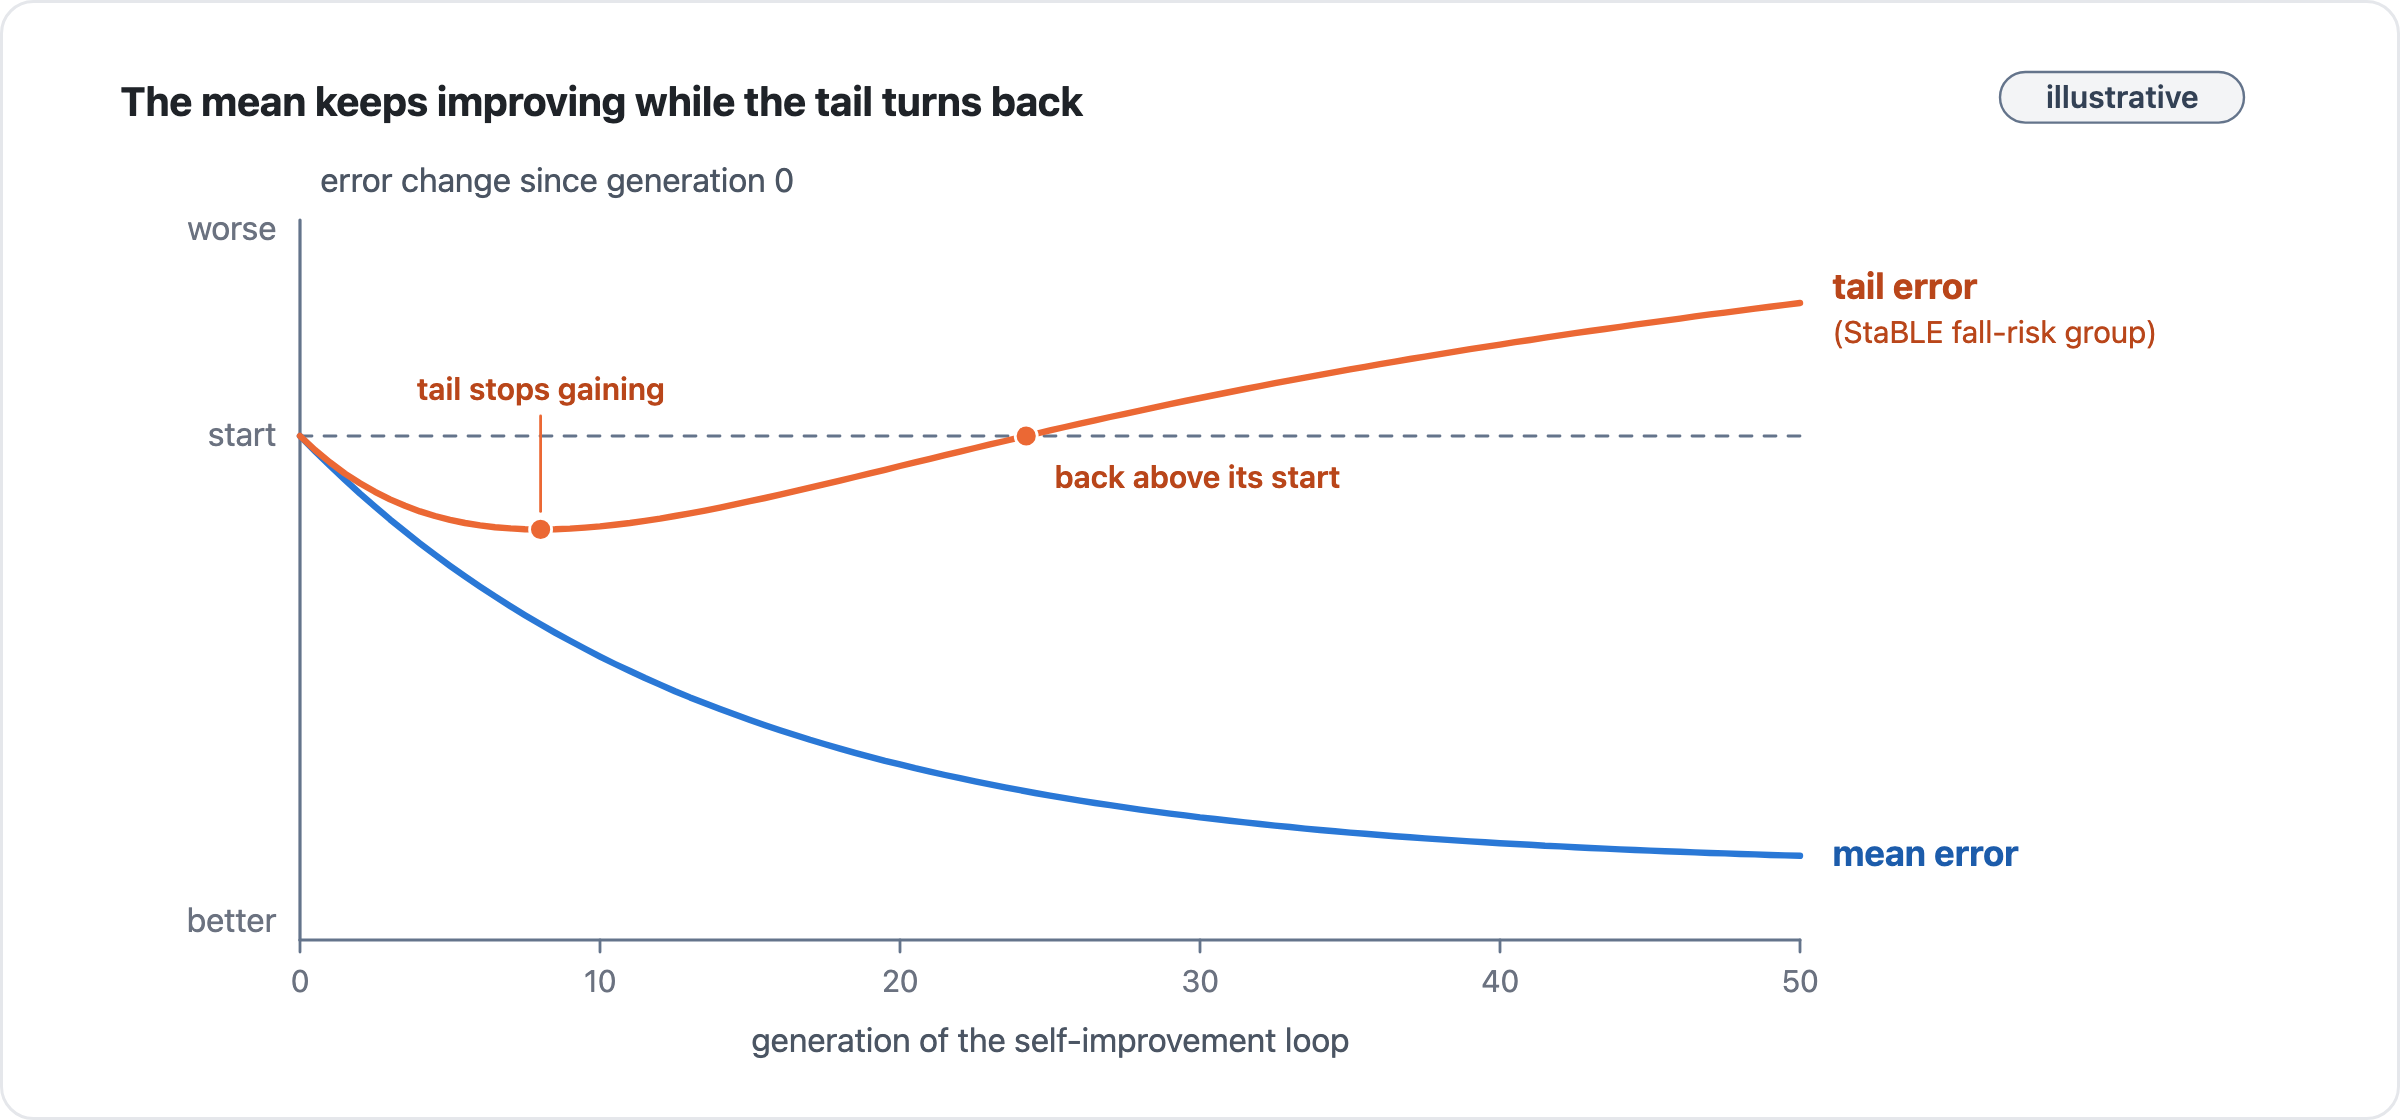 The mean keeps improving while the tail turns back
illustrative
error change since generation 0
worse
tail error
(StaBLE fall-risk group)
tail stops gaining
start
back above its start
mean error
better
0 10 20 30 40 50
generation of the self-improvement loop